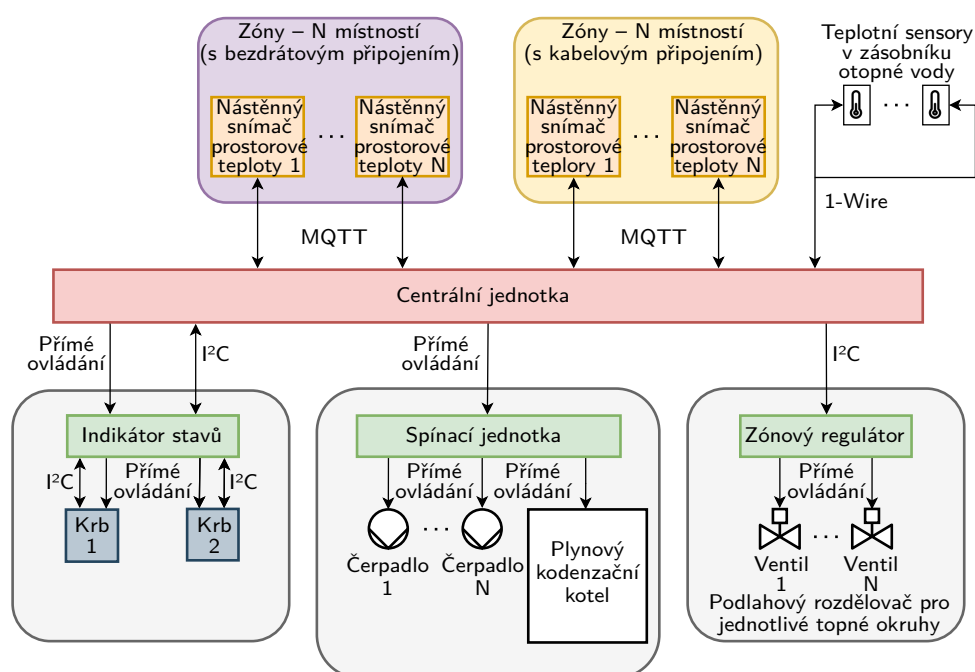 Zóny – N místností
(s bezdrátovým připojením)
Nástěnný
snímač
prostorové
teploty 1
. . .
Nástěnný
snímač
prostorové
teploty N
Zóny – N místností
(s kabelovým připojením)
Nástěnný
snímač
prostorové
teplory 1
. . .
Nástěnný
snímač
prostorové
teploty N
Teplotní sensory
v zásobníku
otopné vody
. . .
1-Wire
MQTT
MQTT
Centrální jednotka
Přímé
ovládání
I²C
Přímé
ovládání
I²C
Indikátor stavů
I²C
Přímé
ovládání
I²C
Krb
1
Krb
2
Spínací jednotka
Přímé
ovládání
Přímé
ovládání
. . .
Čerpadlo
1
Čerpadlo
N
Plynový
kodenzační
kotel
Zónový regulátor
Přímé
ovládání
. . .
Ventil
1
Ventil
N
Podlahový rozdělovač pro
jednotlivé topné okruhy